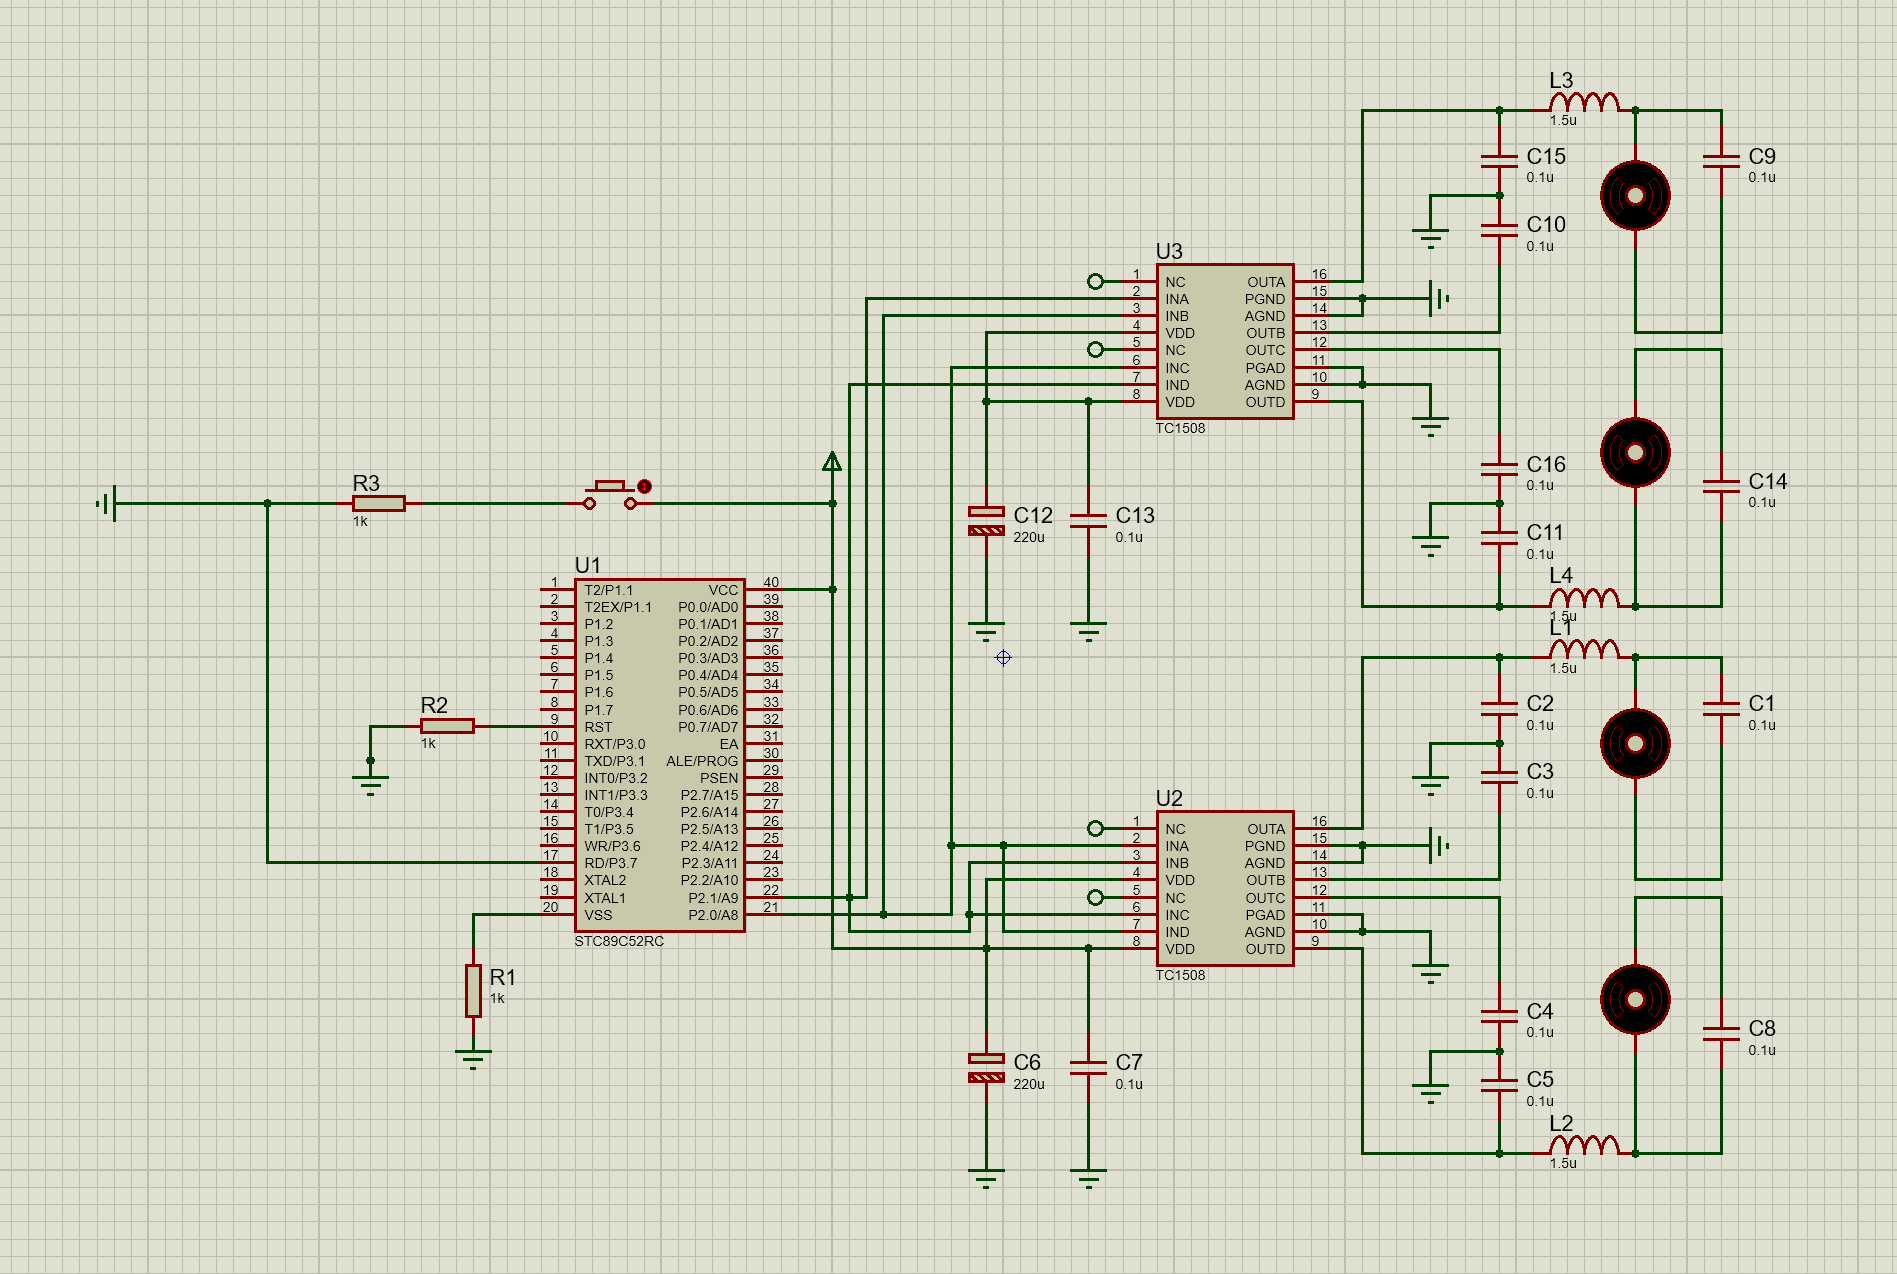 L3
1.5u
C15
0.1u
C9
0.1u
C10
0.1u
U3
1 NC OUTA 16
2 INA PGND 15
3 INB AGND 14
4 VDD OUTB 13
5 NC OUTC 12
6 INC PGAD 11
7 IND AGND 10
8 VDD OUTD 9
TC1508
C16
0.1u
C14
0.1u
C11
0.1u
L4
1.5u
R3
1k
C12
220u
C13
0.1u
U1
1 T2/P1.1 VCC 40
2 T2EX/P1.1 P0.0/AD0 39
3 P1.2 P0.1/AD1 38
4 P1.3 P0.2/AD2 37
5 P1.4 P0.3/AD3 36
6 P1.5 P0.4/AD4 35
7 P1.6 P0.5/AD5 34
8 P1.7 P0.6/AD6 33
9 RST P0.7/AD7 32
10 RXT/P3.0 EA 31
11 TXD/P3.1 ALE/PROG 30
12 INT0/P3.2 PSEN 29
13 INT1/P3.3 P2.7/A15 28
14 T0/P3.4 P2.6/A14 27
15 T1/P3.5 P2.5/A13 26
16 WR/P3.6 P2.4/A12 25
17 RD/P3.7 P2.3/A11 24
18 XTAL2 P2.2/A10 23
19 XTAL1 P2.1/A9 22
20 VSS P2.0/A8 21
STC89C52RC
R2
1k
R1
1k
L1
1.5u
C2
0.1u
C1
0.1u
C3
0.1u
U2
1 NC OUTA 16
2 INA PGND 15
3 INB AGND 14
4 VDD OUTB 13
5 NC OUTC 12
6 INC PGAD 11
7 IND AGND 10
8 VDD OUTD 9
TC1508
C4
0.1u
C8
0.1u
C5
0.1u
L2
1.5u
C6
220u
C7
0.1u